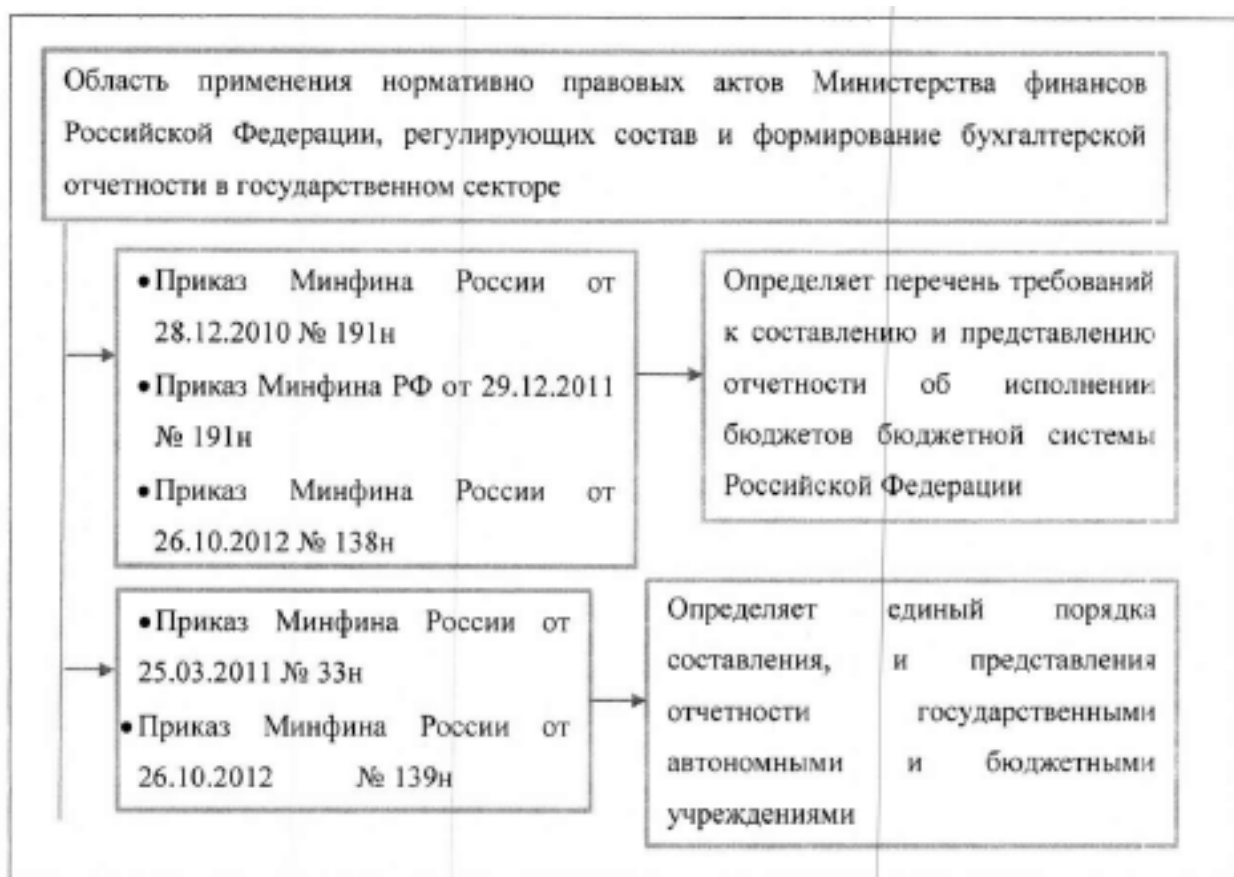 Область применения нормативно правовых актов Министерства финансов
Российской Федерации, регулирующих состав и формирование бухгалтерской
отчетности в государственном секторе
•Приказ Минфина России от
28.12.2010 № 191н
•Приказ Минфина РФ от 29.12.2011
№ 191н
•Приказ Минфина России от
26.10.2012 № 138н
Определяет перечень требований
к составлению и представлению
отчетности об исполнении
бюджетов бюджетной системы
Российской Федерации
•Приказ Минфина России от
25.03.2011 № 33н
•Приказ Минфина России от
26.10.2012 № 139н
Определяет единый порядка
составления, и представления
отчетности государственными
автономными и бюджетными
учреждениями